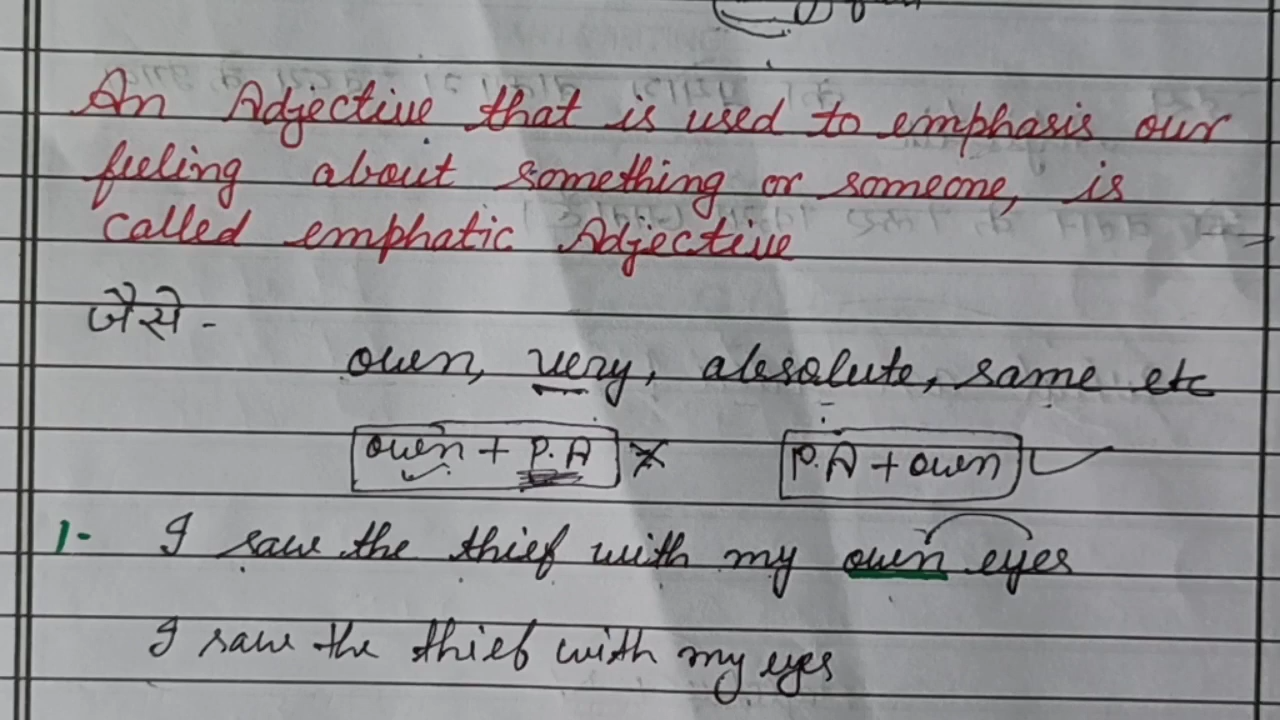 An Adjective that is used to emphasis our
feeling about something or someone, is
called emphatic Adjective
जैसे -
own, very, absolute, same etc
own + P.A × P.A + own ✓
1- I saw the thief with my own eyes
I saw the thief with my eyes